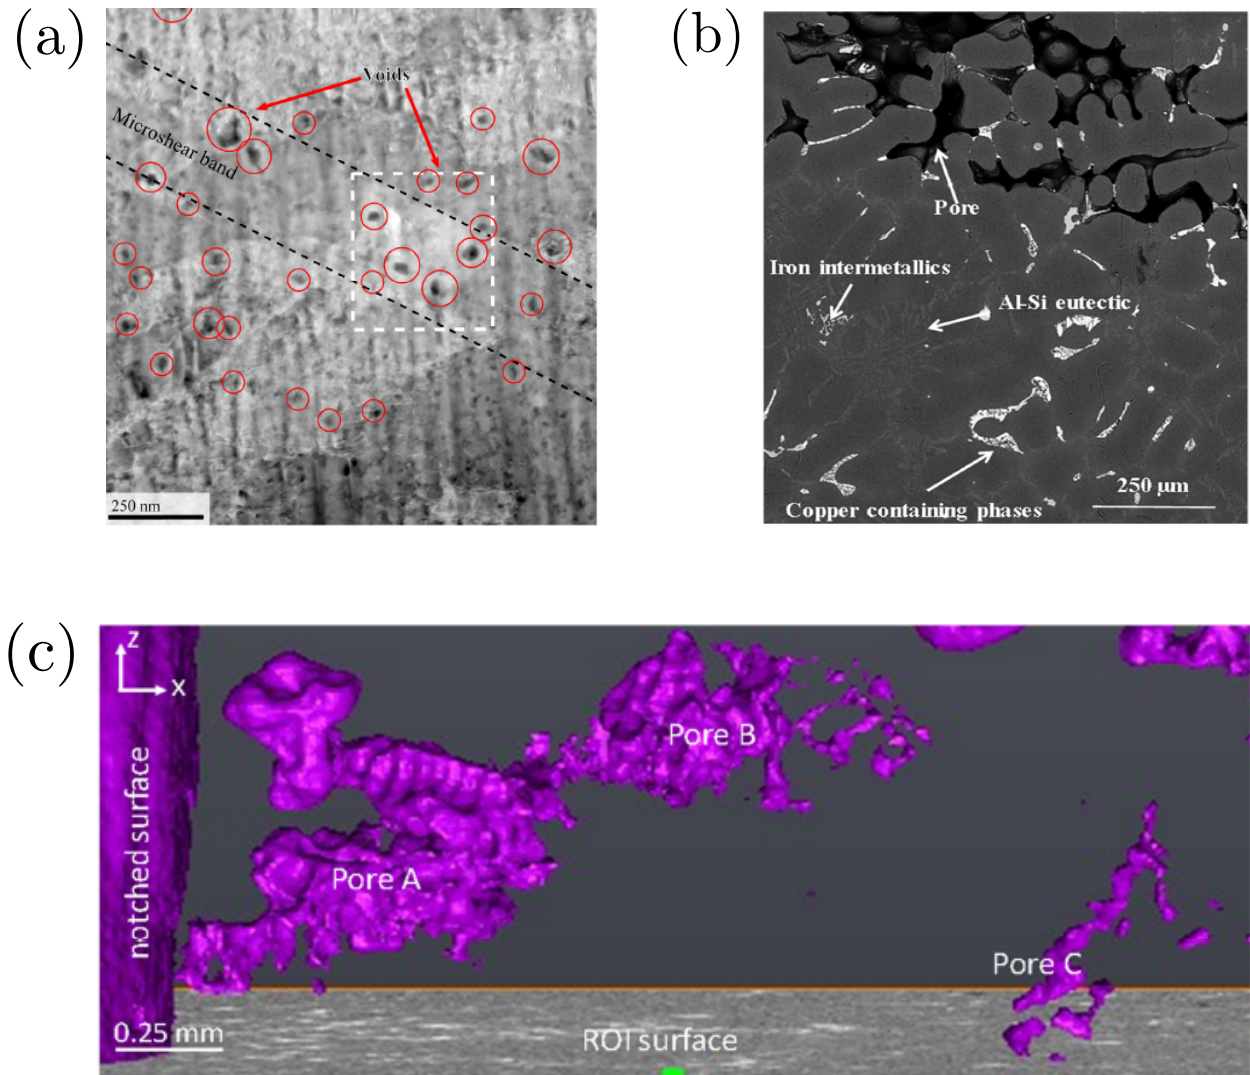 (a)
Voids
Microshear band
250 nm
(b)
Pore
Iron intermetallics
Al-Si eutectic
250 μm
Copper containing phases
(c)
z
x
notched surface
Pore A
Pore B
Pore C
0.25 mm
ROI surface